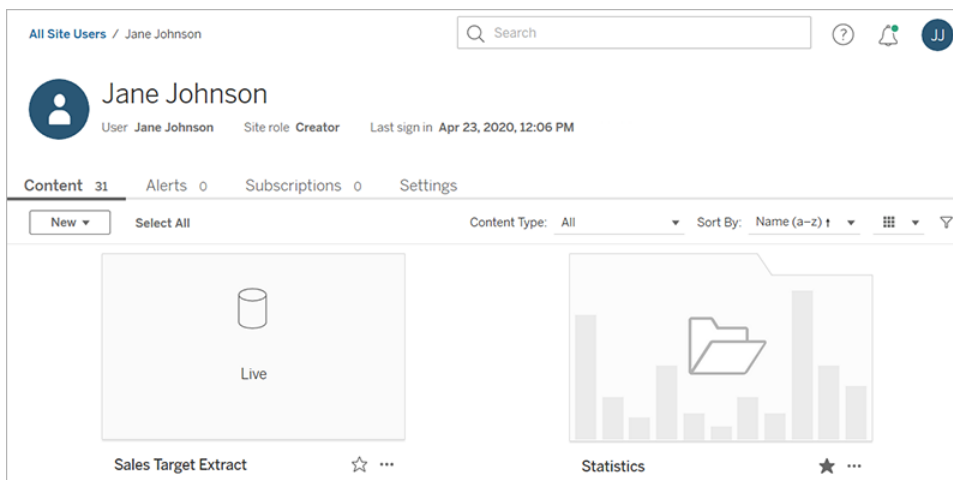 All Site Users / Jane Johnson
Search
?
JJ
Jane Johnson
User Jane Johnson Site role Creator Last sign in Apr 23, 2020, 12:06 PM
Content 31 Alerts 0 Subscriptions 0 Settings
New Select All Content Type: All Sort By: Name (a–z)
Live
Sales Target Extract
Statistics